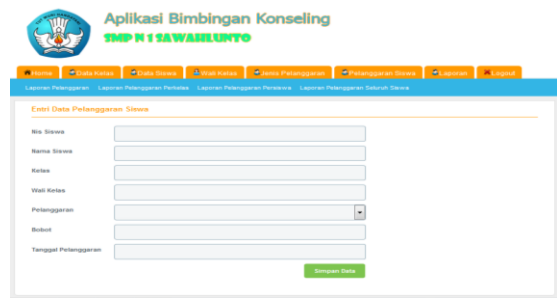 Aplikasi Bimbingan Konseling
SMP N 1 SAWAHLUNTO
Home Data Kelas Data Siswa Wali Kelas Jenis Pelanggaran Pelanggaran Siswa Laporan Logout
Laporan Pelanggaran Laporan Pelanggaran Perkelas Laporan Pelanggaran Persiswa Laporan Pelanggaran Seluruh Siswa
Entri Data Pelanggaran Siswa
Nis Siswa
Nama Siswa
Kelas
Wali Kelas
Pelanggaran
Bobot
Tanggal Pelanggaran
Simpan Data